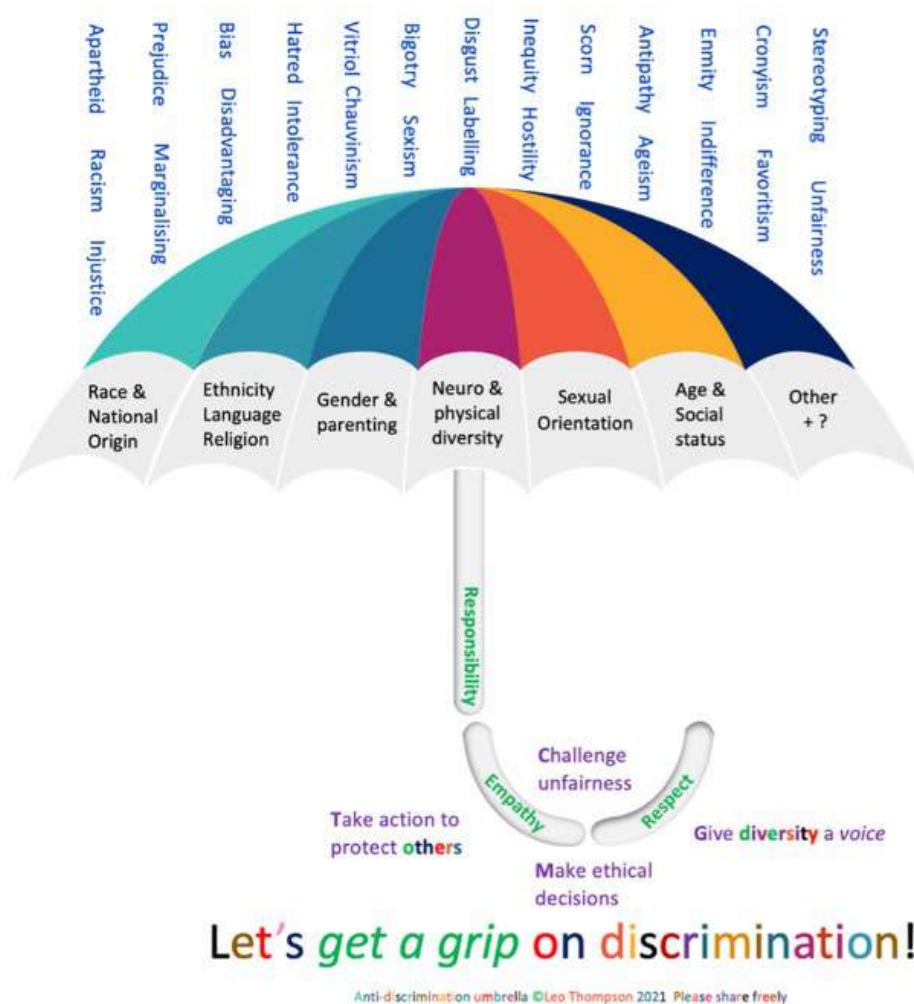 Apartheid Racism Injustice
Prejudice Marginalising
Bias Disadvantaging
Hatred Intolerance
Vitriol Chauvinism
Bigotry Sexism
Disgust Labelling
Inequity Hostility
Scorn Ignorance
Antipathy Ageism
Enmity Indifference
Cronyism Favoritism
Stereotyping Unfairness
Race &
National
Origin
Ethnicity
Language
Religion
Gender &
parenting
Neuro &
physical
diversity
Sexual
Orientation
Age &
Social
status
Other
+ ?
Responsibility
Empathy
Respect
Challenge
unfairness
Take action to
protect others
Give diversity a voice
Make ethical
decisions
Let's get a grip on discrimination!
Anti-discrimination umbrella ©Leo Thompson 2021 Please share freely